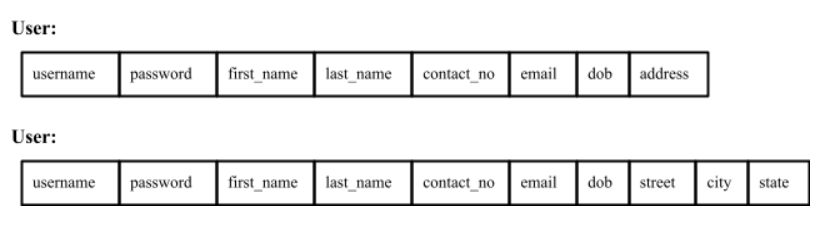 User:
username password first_name last_name contact_no email dob address
User:
username password first_name last_name contact_no email dob street city state